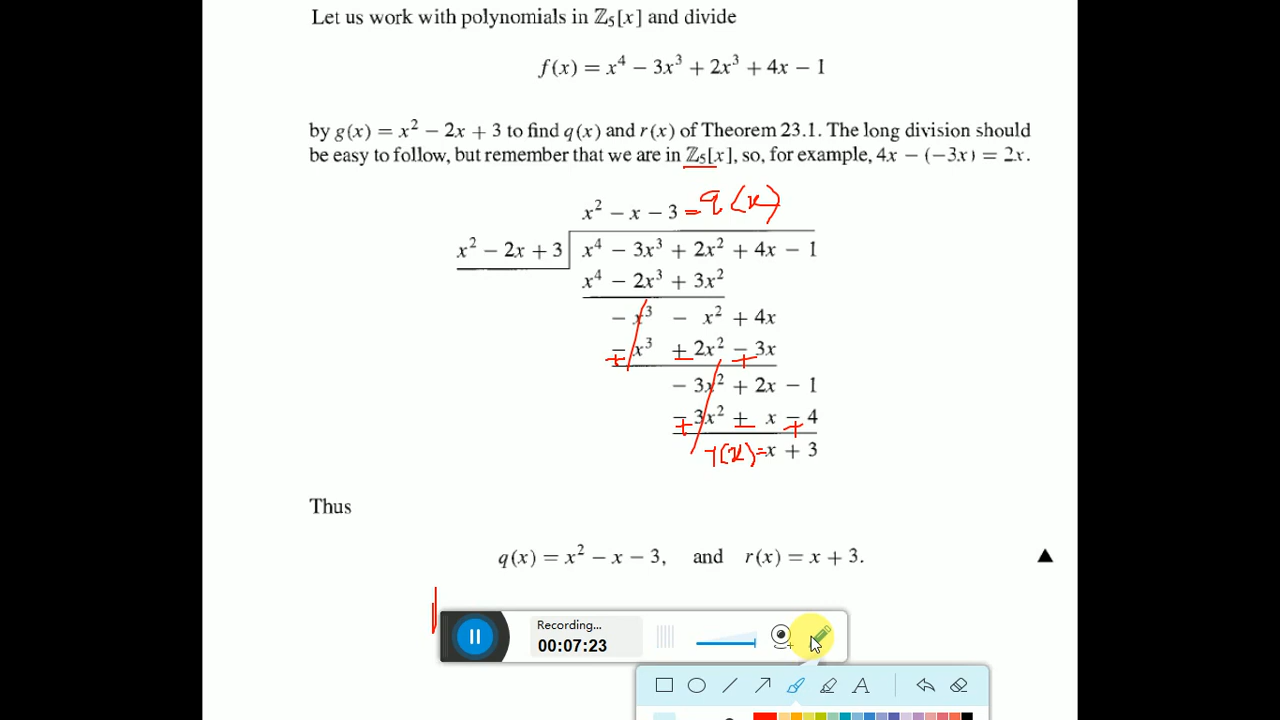 Let us work with polynomials in ℤ₅[x] and divide
f(x) = x⁴ − 3x³ + 2x³ + 4x − 1
by g(x) = x² − 2x + 3 to find q(x) and r(x) of Theorem 23.1. The long division should
be easy to follow, but remember that we are in ℤ₅[x], so, for example, 4x − (−3x) = 2x.
x² − x − 3 = q(x)
x² − 2x + 3 x⁴ − 3x³ + 2x² + 4x − 1
x⁴ − 2x³ + 3x²
− x³ − x² + 4x
− x³ + 2x² − 3x
+ − +
− 3x² + 2x − 1
− 3x² + x − 4
+ − +
r(x) = x + 3
Thus
q(x) = x² − x − 3, and r(x) = x + 3.
Recording...
00:07:23
A